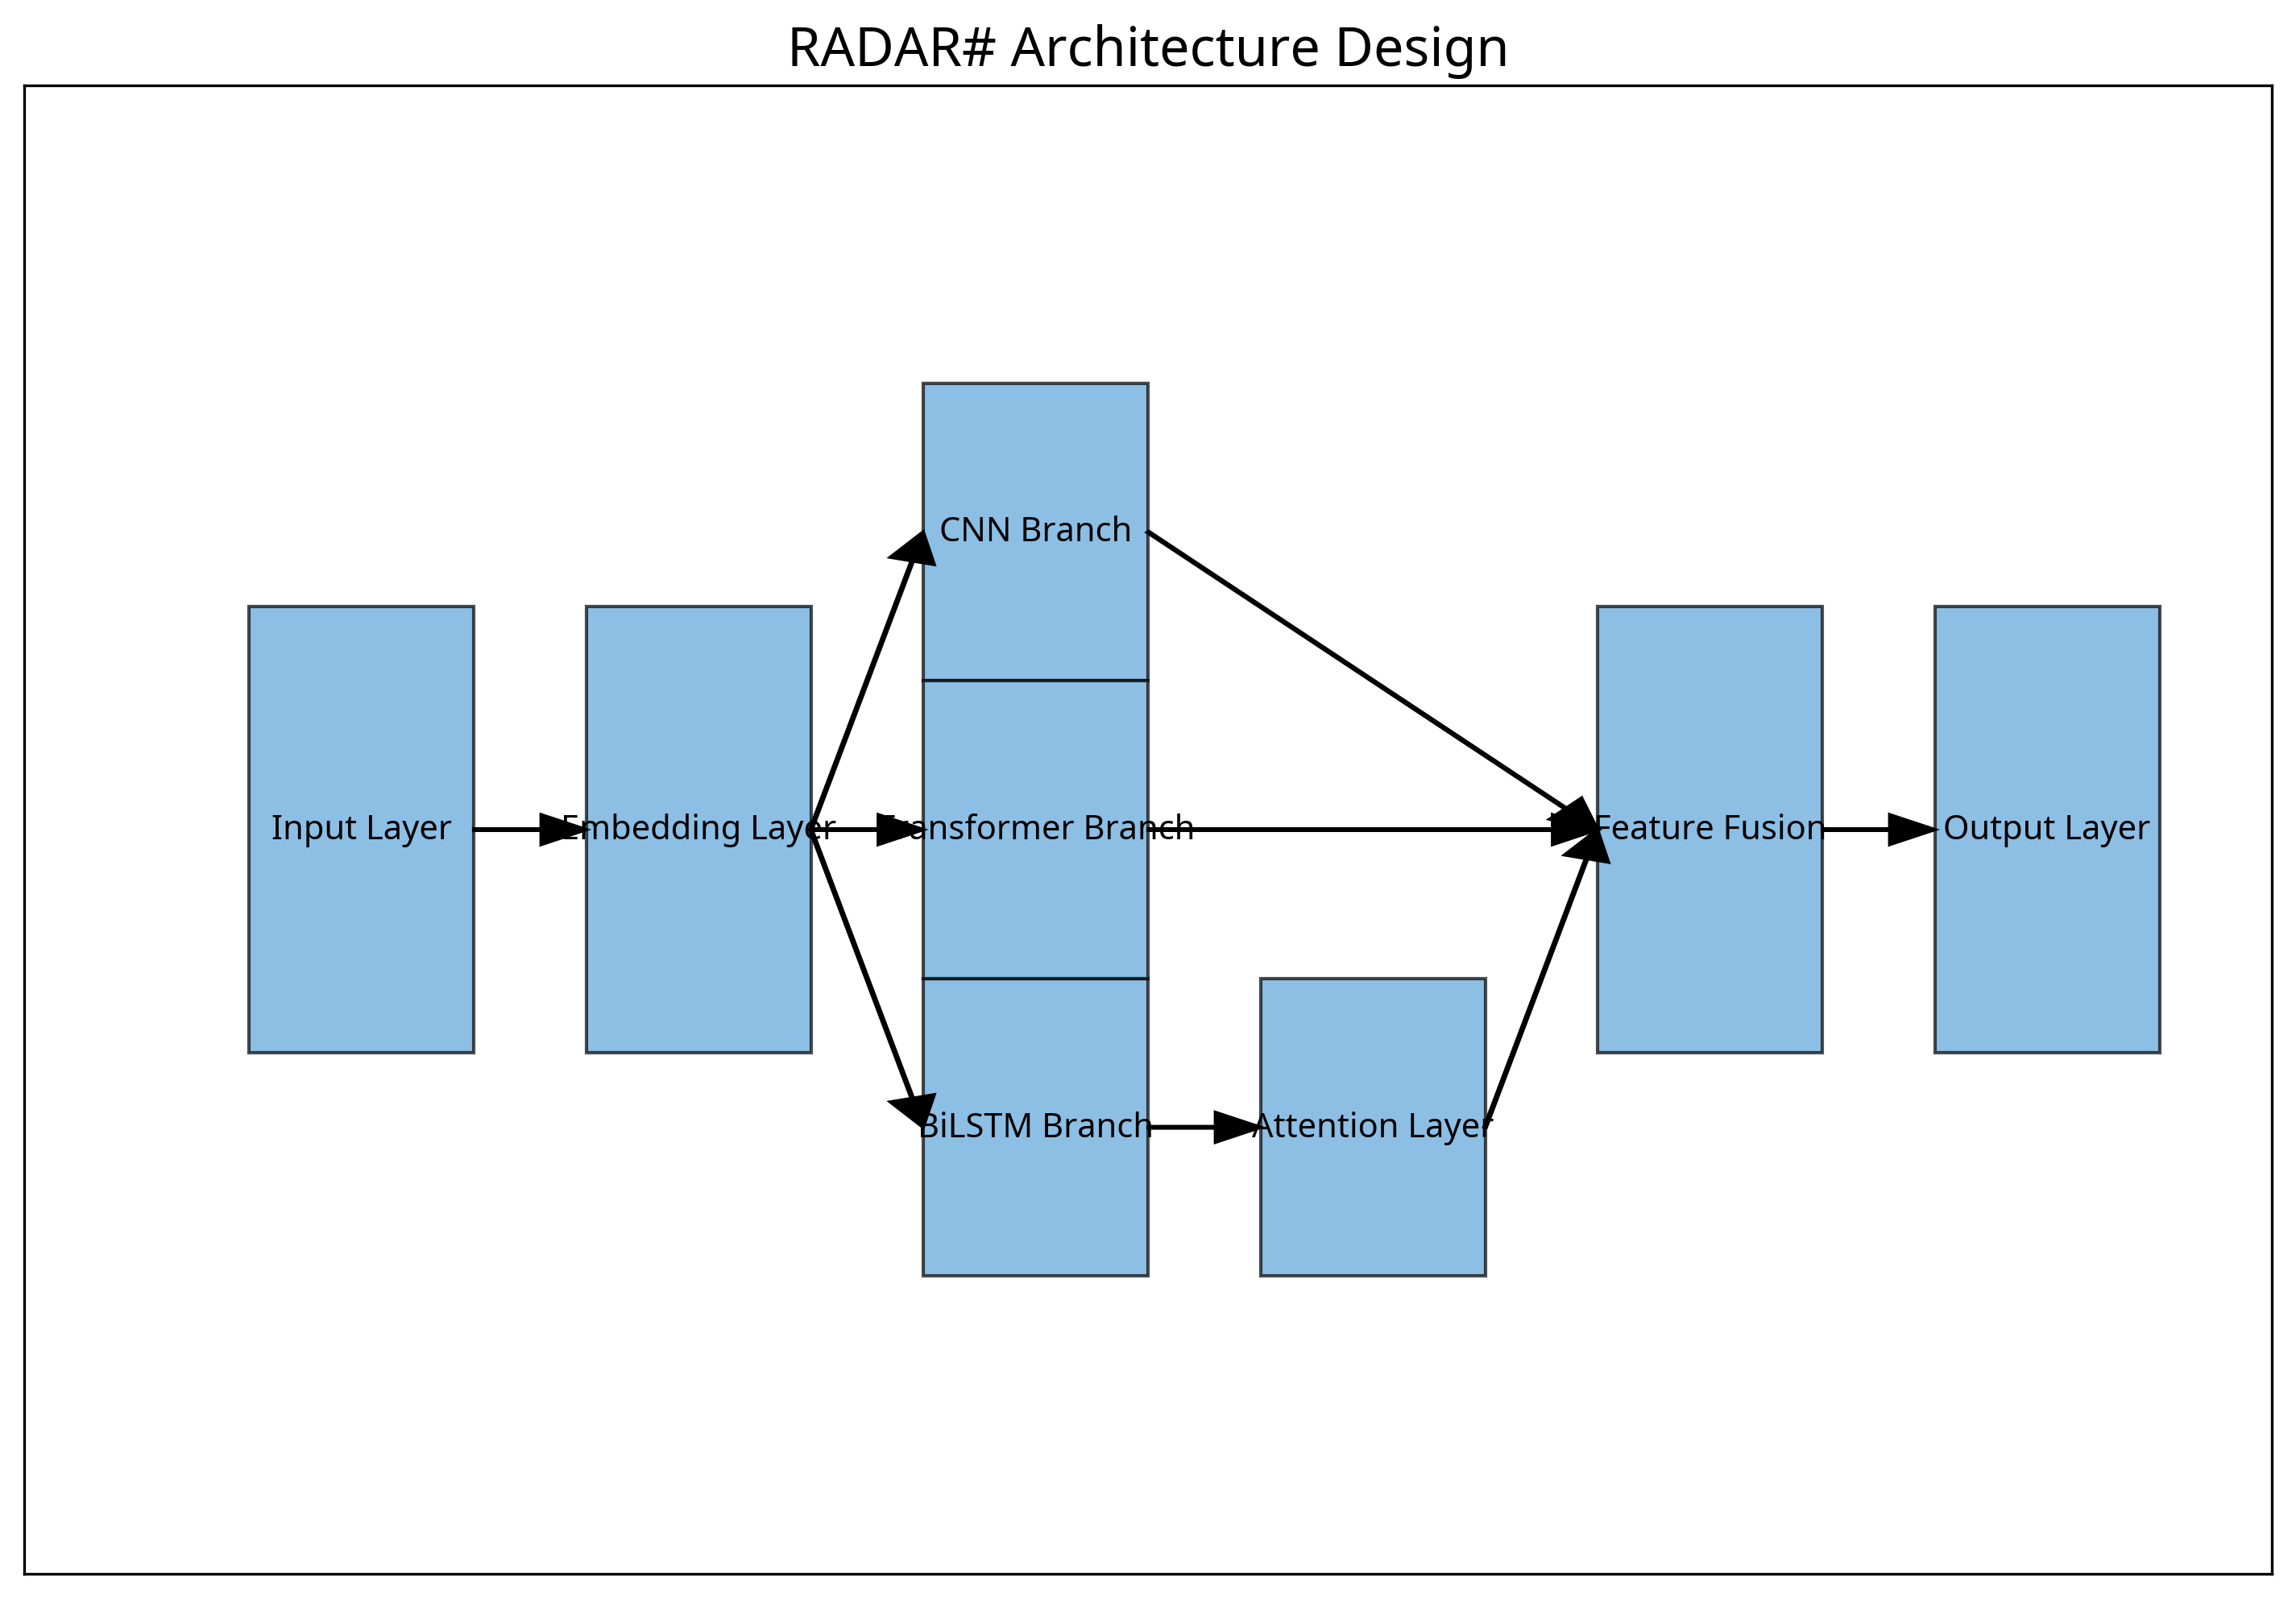 RADAR# Architecture Design
CNN Branch
Input Layer
Embedding Layer
Transformer Branch
Feature Fusion
Output Layer
BiLSTM Branch
Attention Layer